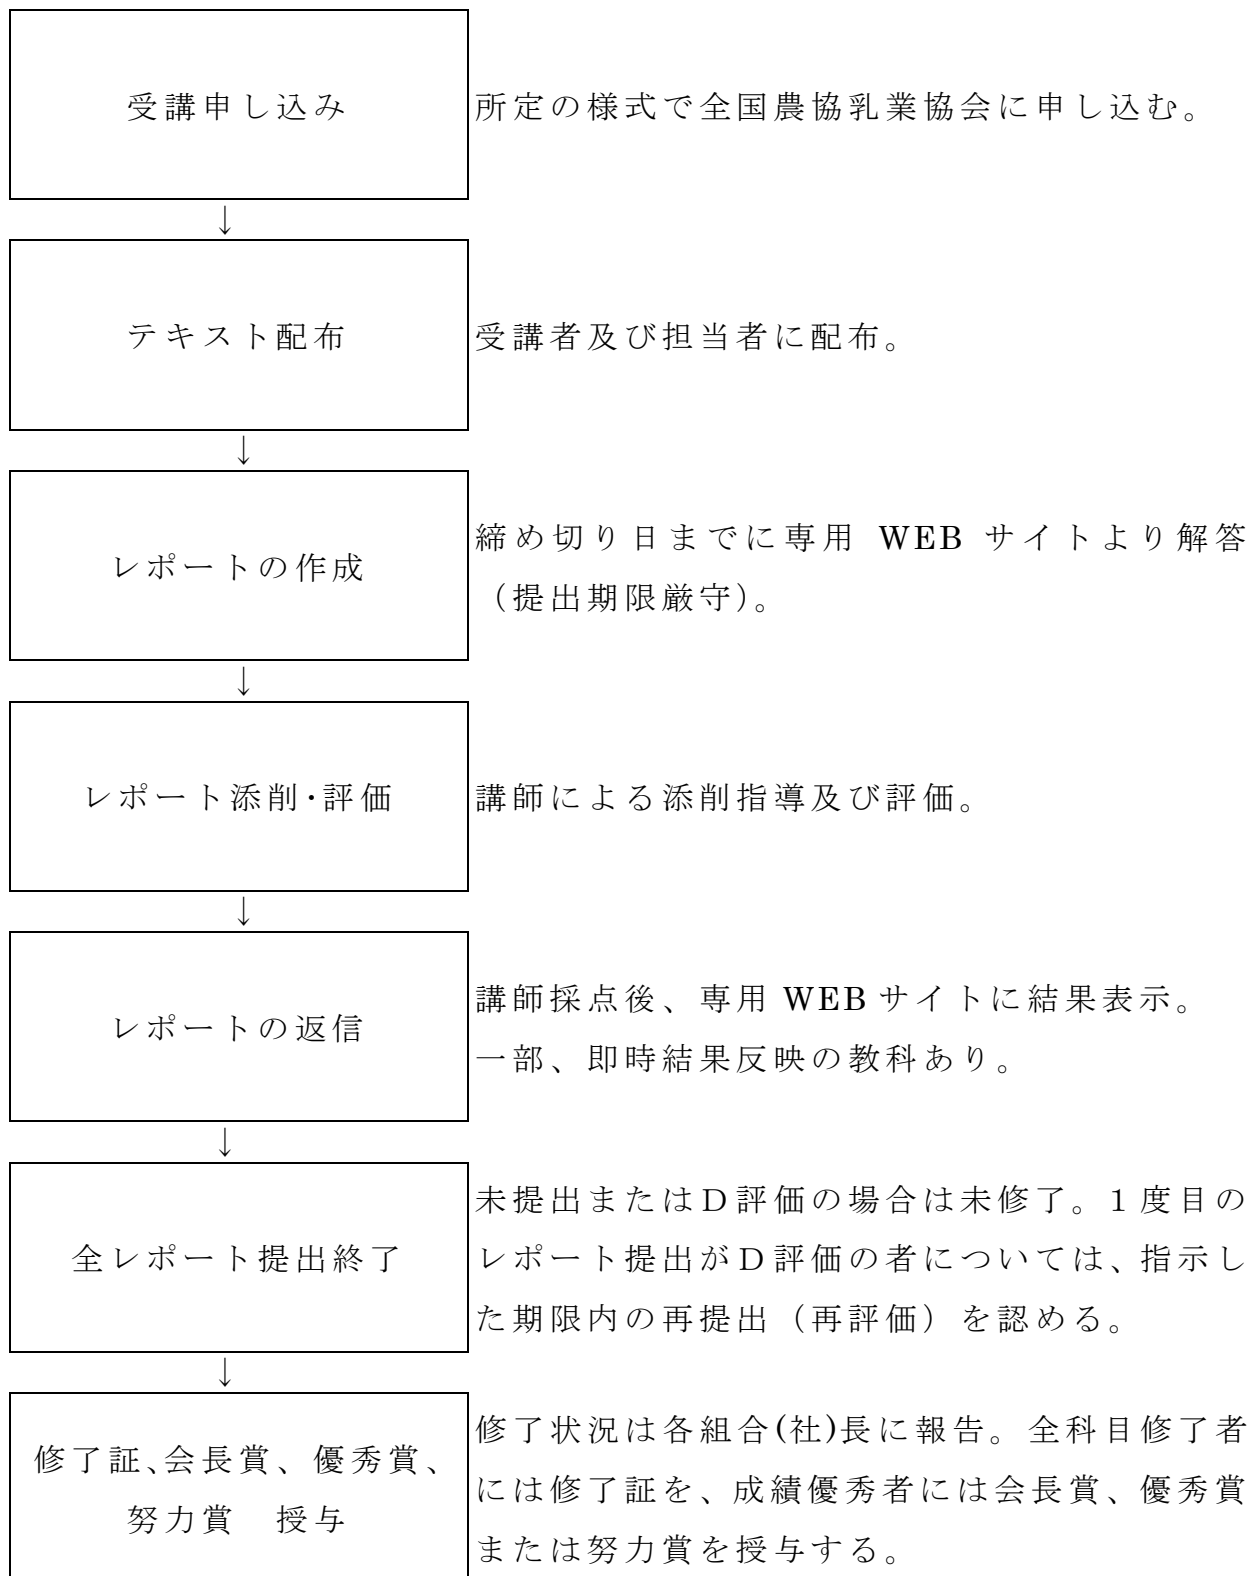 受講申し込み
所定の様式で全国農協乳業協会に申し込む。
↓
テキスト配布
受講者及び担当者に配布。
↓
レポートの作成
締め切り日までに専用 WEB サイトより解答
（提出期限厳守）。
↓
レポート添削・評価
講師による添削指導及び評価。
↓
レポートの返信
講師採点後、専用 WEB サイトに結果表示。
一部、即時結果反映の教科あり。
↓
全レポート提出終了
未提出またはＤ評価の場合は未修了。１度目の
レポート提出がＤ評価の者については、指示し
た期限内の再提出（再評価）を認める。
↓
修了証、会長賞、優秀賞、
努力賞　授与
修了状況は各組合(社)長に報告。全科目修了者
には修了証を、成績優秀者には会長賞、優秀賞
または努力賞を授与する。